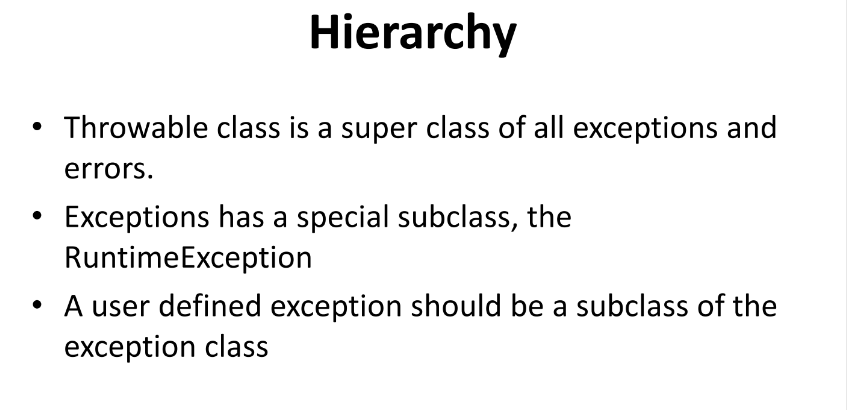 Hierarchy
• Throwable class is a super class of all exceptions and
errors.
• Exceptions has a special subclass, the
RuntimeException
• A user defined exception should be a subclass of the
exception class